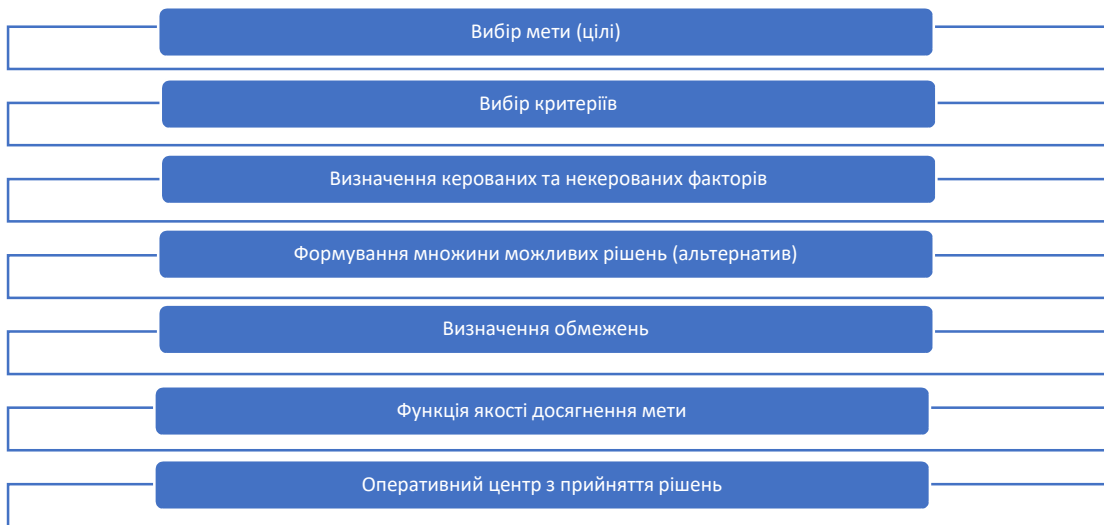 Вибір мети (цілі)
Вибір критеріїв
Визначення керованих та некерованих факторів
Формування множини можливих рішень (альтернатив)
Визначення обмежень
Функція якості досягнення мети
Оперативний центр з прийняття рішень